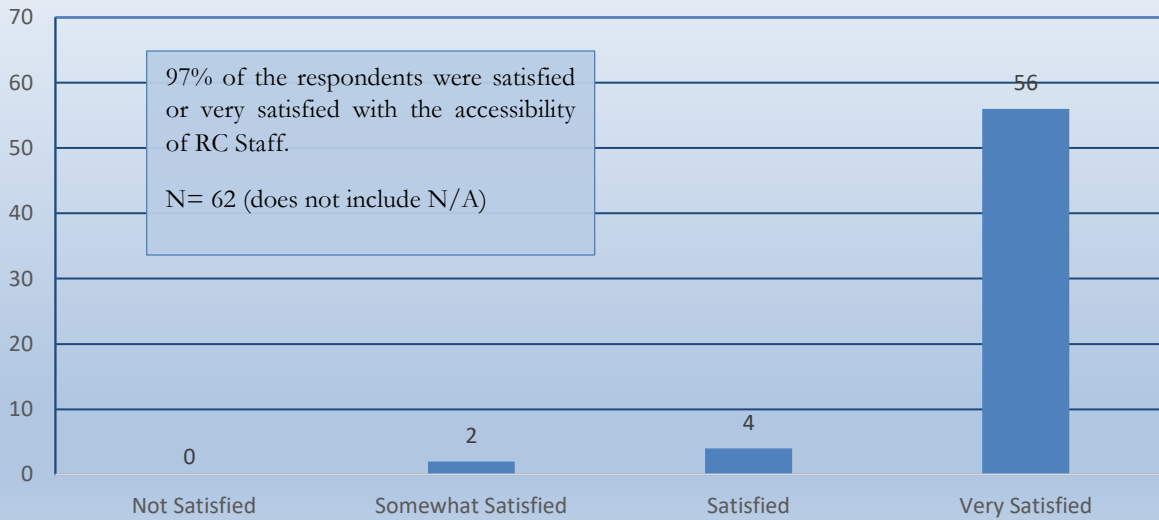 70
60
50
40
30
20
10
0
97% of the respondents were satisfied
or very satisfied with the accessibility
of RC Staff.
N= 62 (does not include N/A)
0
2
4
56
Not Satisfied
Somewhat Satisfied
Satisfied
Very Satisfied